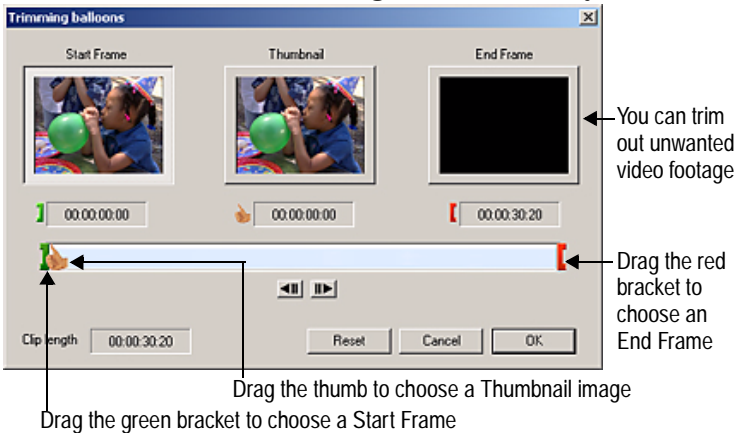 Trimming balloons
Start Frame
Thumbnail
End Frame
You can trim
out unwanted
video footage
00:00:00:00
00:00:00:00
00:00:30:20
Drag the red
bracket to
choose an
End Frame
Clip length
00:00:30:20
Reset
Cancel
OK
Drag the thumb to choose a Thumbnail image
Drag the green bracket to choose a Start Frame